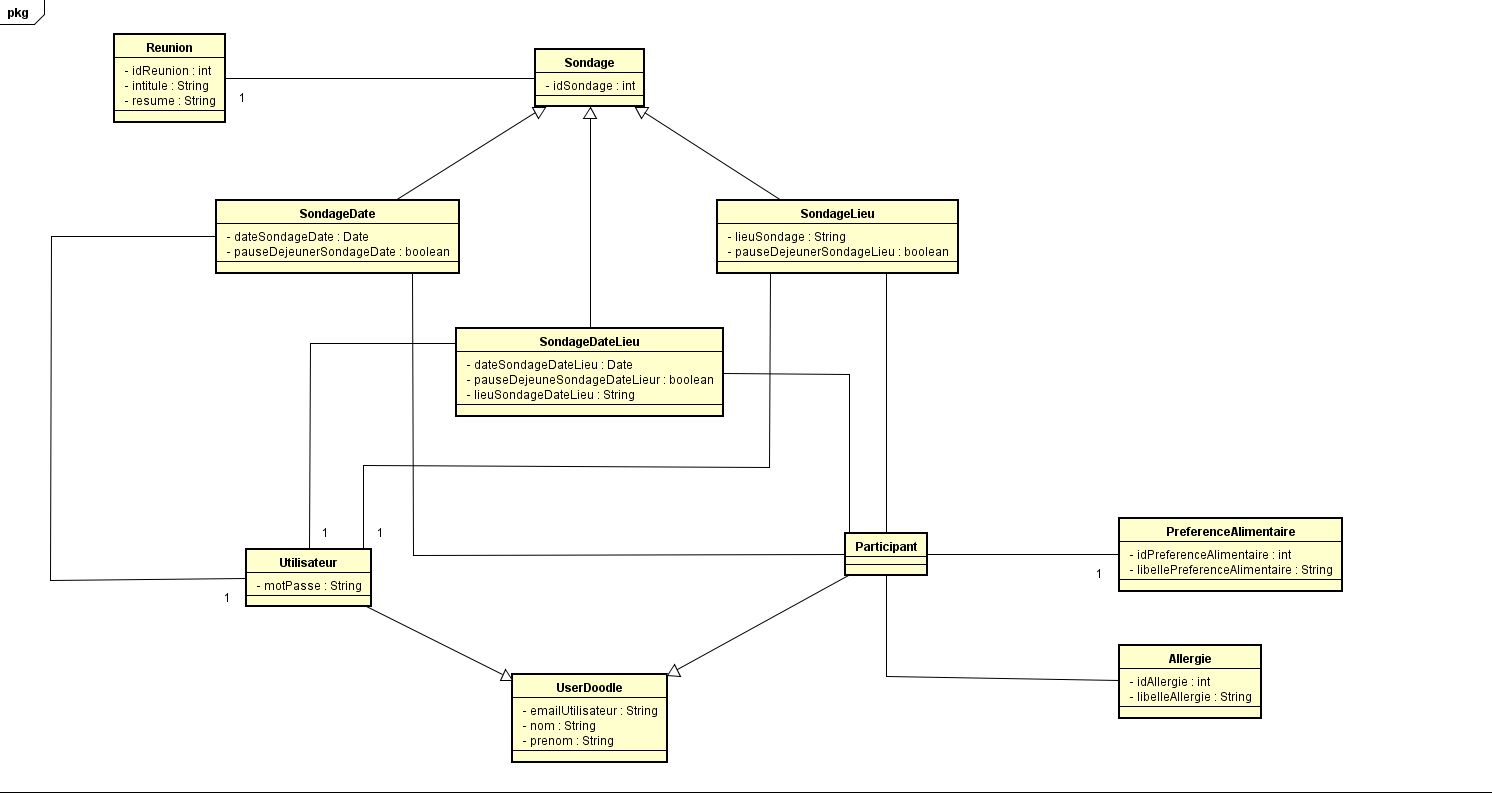 pkg
Reunion
- idReunion : int
- intitule : String
- resume : String
1
Sondage
- idSondage : int
SondageDate
- dateSondageDate : Date
- pauseDejeunerSondageDate : boolean
SondageLieu
- lieuSondage : String
- pauseDejeunerSondageLieu : boolean
SondageDateLieu
- dateSondageDateLieu : Date
- pauseDejeuneSondageDateLieur : boolean
- lieuSondageDateLieu : String
1
1
Utilisateur
- motPasse : String
1
Participant
PreferenceAlimentaire
- idPreferenceAlimentaire : int
- libellePreferenceAlimentaire : String
1
Allergie
- idAllergie : int
- libelleAllergie : String
UserDoodle
- emailUtilisateur : String
- nom : String
- prenom : String